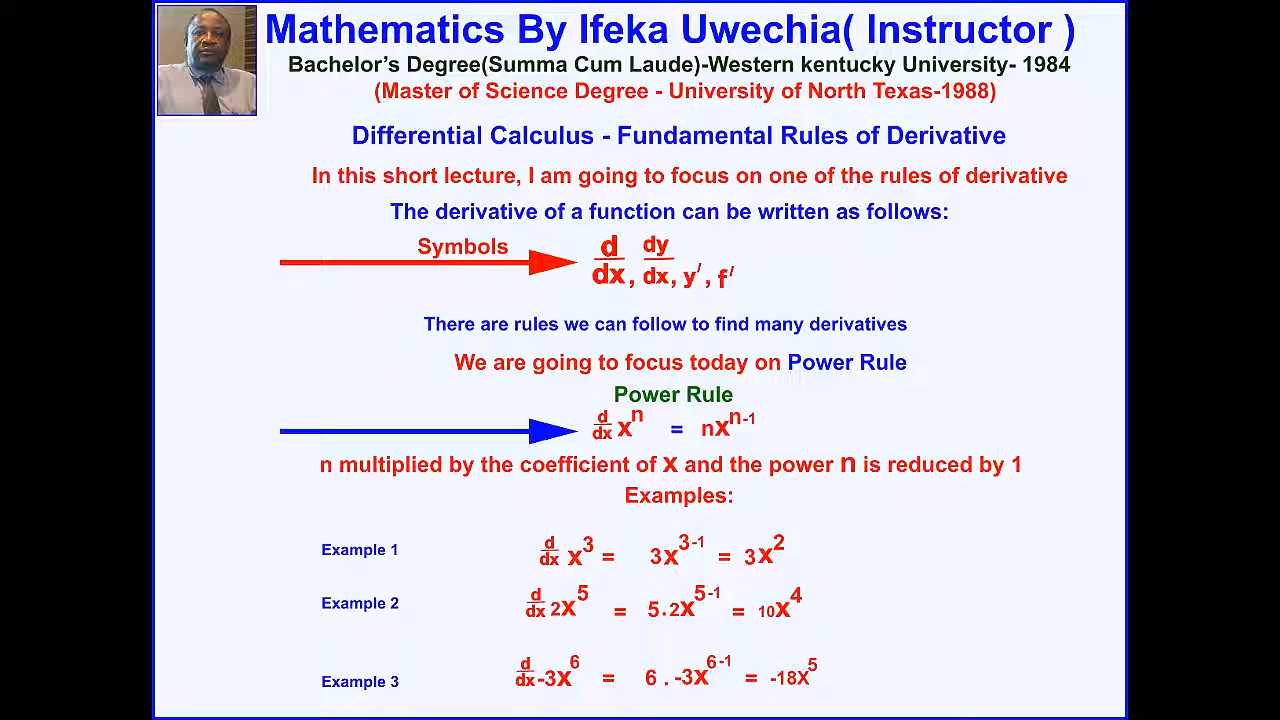 Mathematics By Ifeka Uwechia( Instructor )
Bachelor's Degree(Summa Cum Laude)-Western kentucky University- 1984
(Master of Science Degree - University of North Texas-1988)
Differential Calculus - Fundamental Rules of Derivative
In this short lecture, I am going to focus on one of the rules of derivative
The derivative of a function can be written as follows:
Symbols d/dx, dy/dx, y′, f′
There are rules we can follow to find many derivatives
We are going to focus today on Power Rule
Power Rule
d/dx x^n = nx^(n-1)
n multiplied by the coefficient of x and the power n is reduced by 1
Examples:
Example 1 d/dx x^3 = 3x^(3-1) = 3x^2
Example 2 d/dx 2x^5 = 5.2x^(5-1) = 10x^4
Example 3 d/dx -3x^6 = 6 . -3x^(6-1) = -18x^5